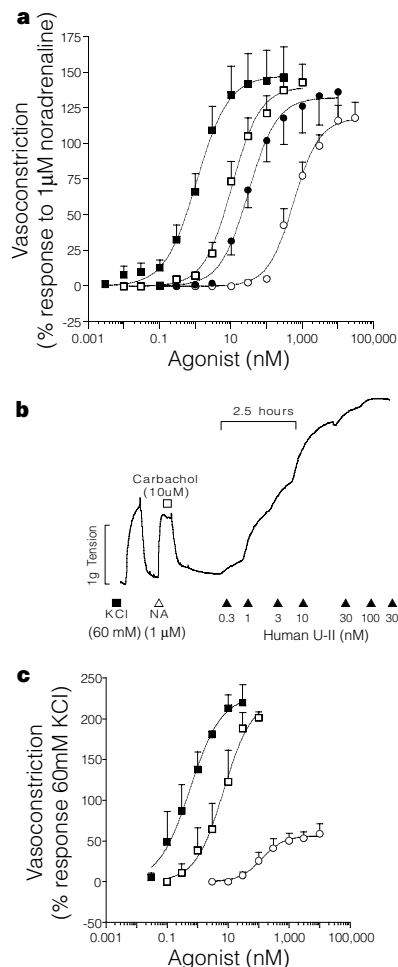 a
Vasoconstriction
(% response to 1µM noradrenaline)
175
150
125
100
75
50
25
0
-25
0.001
0.1
10
1,000
100,000
Agonist (nM)
b
2.5 hours
Carbachol
(10uM)
1g Tension
KCl
NA
0.3
1
3
10
30
100
30
(60 mM)
(1 µM)
Human U-II (nM)
c
Vasoconstriction
(% response 60mM KCl)
250
200
150
100
50
0
-50
0.001
0.1
10
1,000
100,000
Agonist (nM)